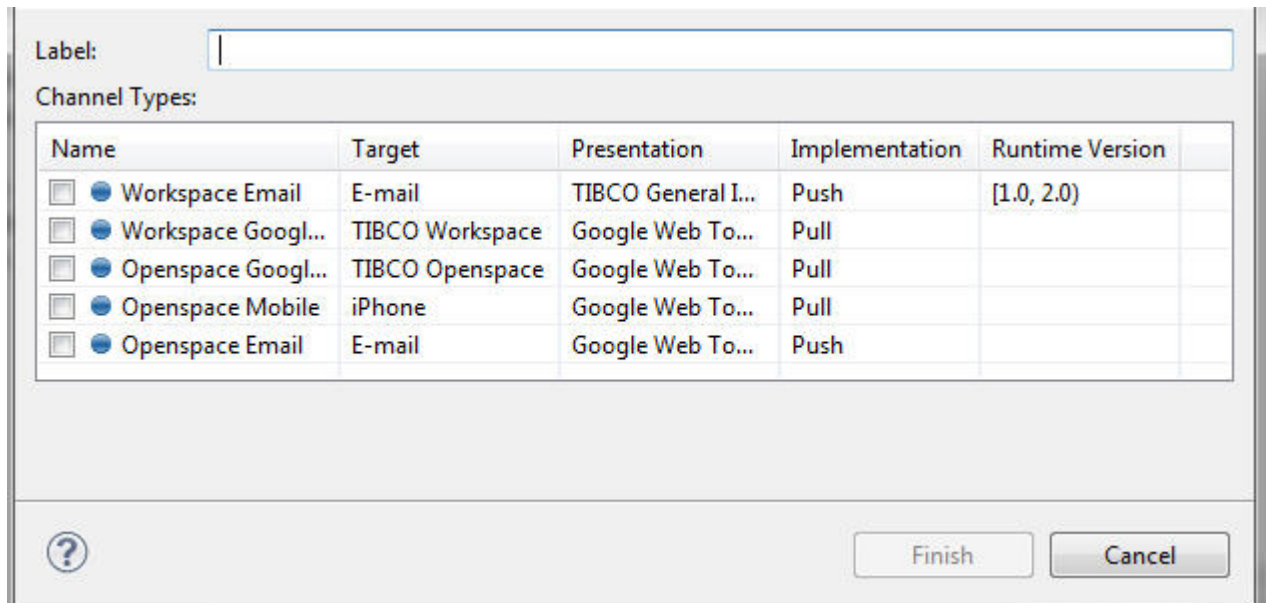 Label:
Channel Types:
Name Target Presentation Implementation Runtime Version
Workspace Email E-mail TIBCO General I... Push [1.0, 2.0)
Workspace Googl... TIBCO Workspace Google Web To... Pull
Openspace Googl... TIBCO Openspace Google Web To... Pull
Openspace Mobile iPhone Google Web To... Pull
Openspace Email E-mail Google Web To... Push
? Finish Cancel